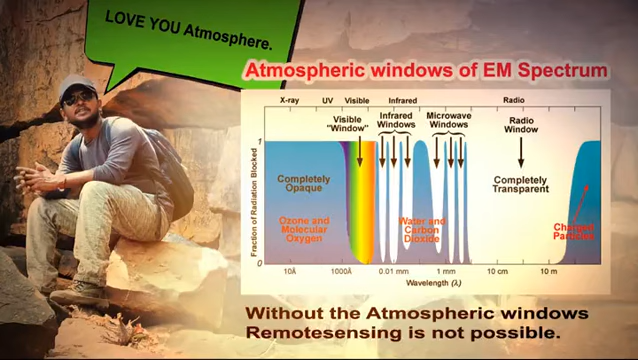 LOVE YOU Atmosphere.
Atmospheric windows of EM Spectrum
X-ray UV Visible Infrared Radio
Visible
"Window"
Infrared
Windows
Microwave
Windows
Radio
Window
Fraction of Radiation Blocked
1
0
Completely
Opaque
Completely
Transparent
Ozone and
Molecular
Oxygen
Water and
Carbon
Dioxide
Charged
Particles
10Å 1000Å 0.01 mm 1 mm 10 cm 10 m
Wavelength (λ)
Without the Atmospheric windows
Remotesensing is not possible.